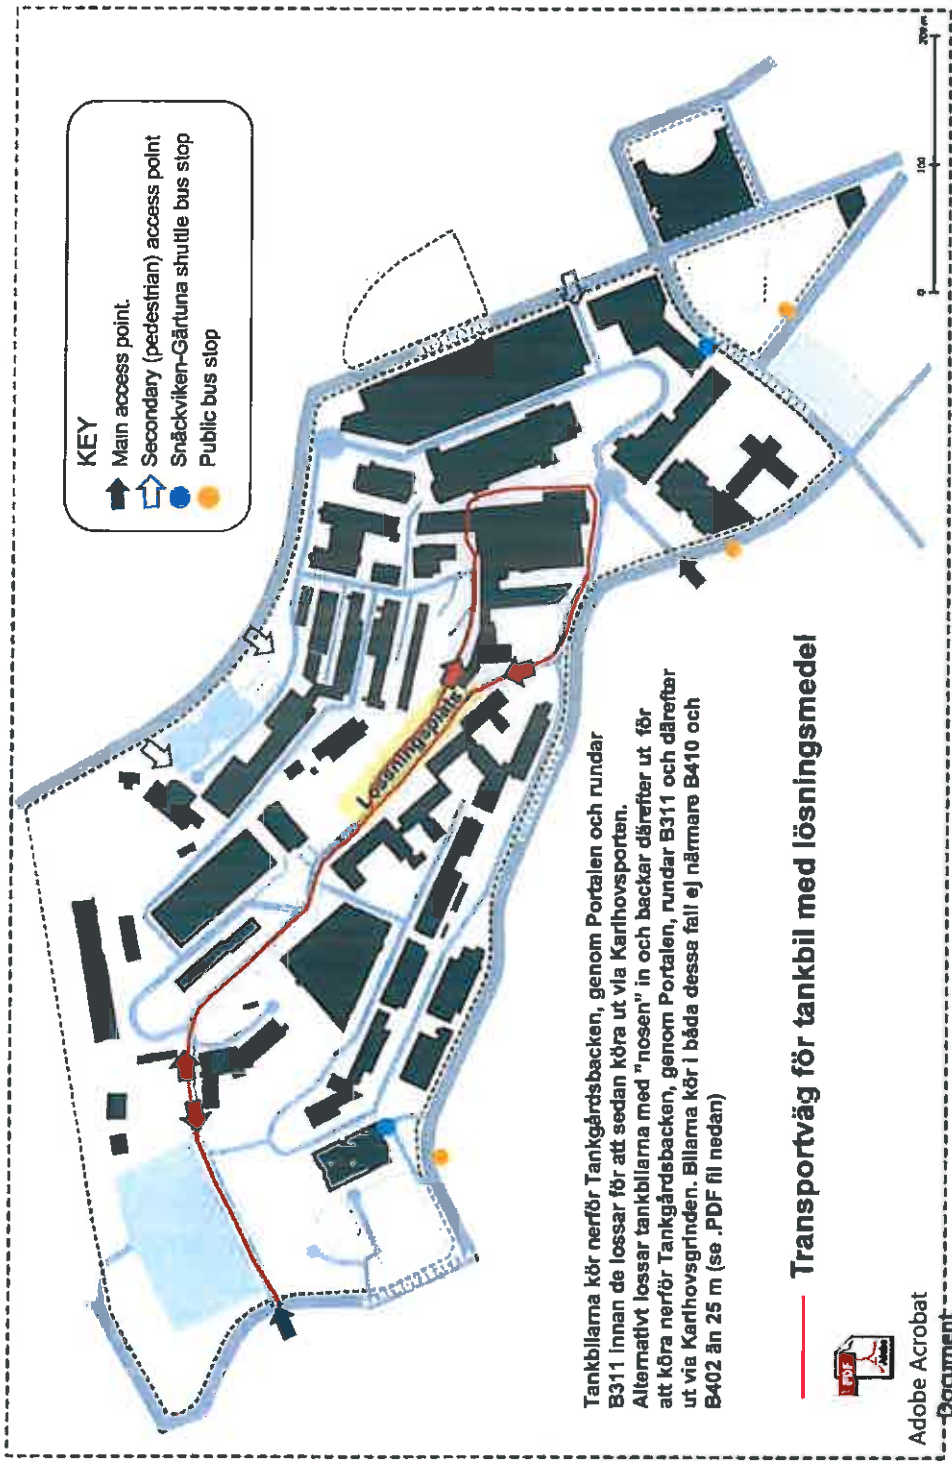 KEY
Main access point.
Secondary (pedestrian) access point
Snäckviken-Gärtuna shuttle bus stop
Public bus stop
Lossningsplats
Tankbilarna kör nerför Tankgårdsbacken, genom Portalen och rundar
B311 innan de lossar för att sedan köra ut via Karlhovsporten.
Alternativt lossar tankbilarna med "nosen" in och backar därefter ut för
att köra nerför Tankgårdsbacken, genom Portalen, rundar B311 och därefter
ut via Karlhovsgrinden. Bilarna kör i båda dessa fall ej närmare B410 och
B402 än 25 m (se .PDF fil nedan)
Transportväg för tankbil med lösningsmedel
PDF
Adobe
Adobe Acrobat
Document
0 100 200 m